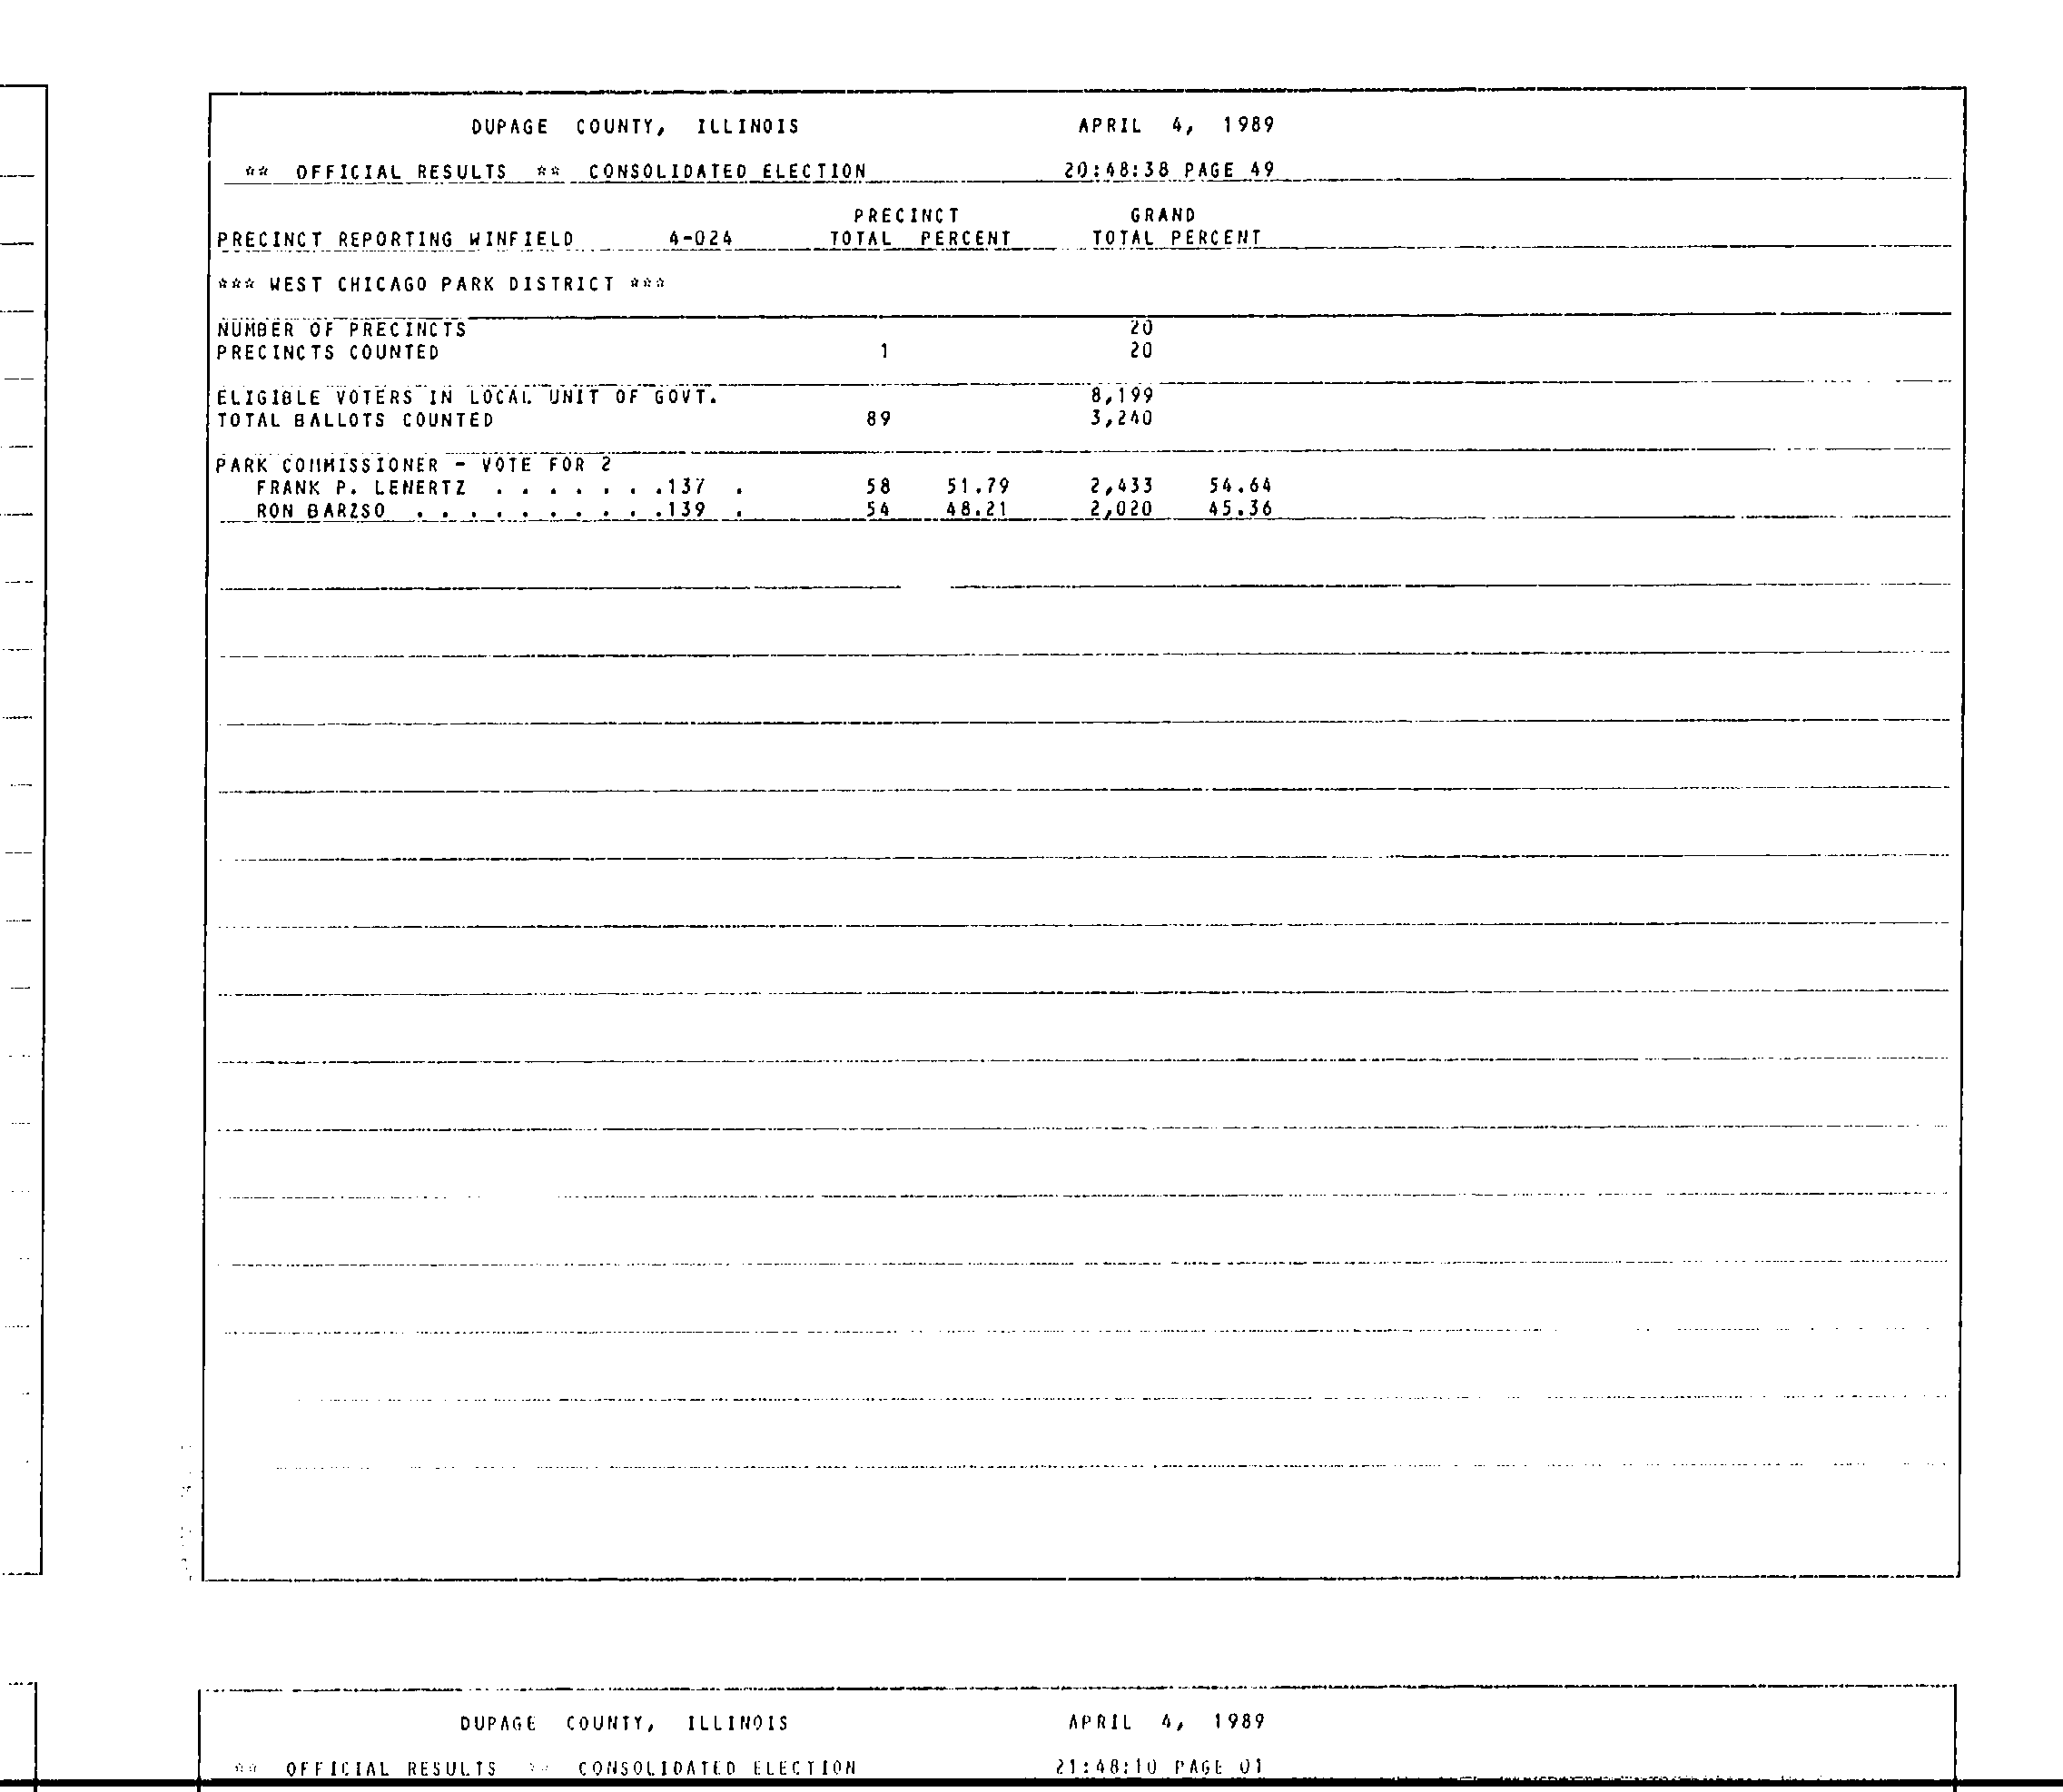 DUPAGE COUNTY, ILLINOIS APRIL 4, 1989
** OFFICIAL RESULTS ** CONSOLIDATED ELECTION 20:48:38 PAGE 49
PRECINCT GRAND
PRECINCT REPORTING WINFIELD 4-024 TOTAL PERCENT TOTAL PERCENT
*** WEST CHICAGO PARK DISTRICT ***
NUMBER OF PRECINCTS 20
PRECINCTS COUNTED 1 20
ELIGIBLE VOTERS IN LOCAL UNIT OF GOVT. 8,199
TOTAL BALLOTS COUNTED 89 3,240
PARK COMMISSIONER - VOTE FOR 2
FRANK P. LENERTZ . . . . . . .137 . 58 51.79 2,433 54.64
RON BARZSO . . . . . . . . . .139 . 54 48.21 2,020 45.36
DUPAGE COUNTY, ILLINOIS APRIL 4, 1989
** OFFICIAL RESULTS ** CONSOLIDATED ELECTION 21:48:10 PAGE 01